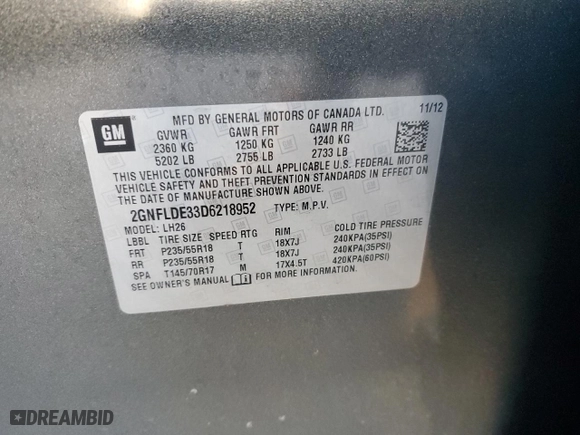 GM
MFD BY GENERAL MOTORS OF CANADA LTD. 11/12
GVWR GAWR FRT GAWR RR
2360 KG 1250 KG 1240 KG
5202 LB 2755 LB 2733 LB
THIS VEHICLE CONFORMS TO ALL APPLICABLE U.S. FEDERAL MOTOR
VEHICLE SAFETY AND THEFT PREVENTION STANDARDS IN EFFECT ON
THE DATE OF MANUFACTURE SHOWN ABOVE.
2GNFLDE33D6218952 TYPE: M.P.V.
MODEL: LH26
LBBL TIRE SIZE SPEED RTG RIM COLD TIRE PRESSURE
FRT P235/55R18 T 18X7J 240KPA(35PSI)
RR P235/55R18 T 18X7J 240KPA(35PSI)
SPA T145/70R17 M 17X4.5T 420KPA(60PSI)
SEE OWNER'S MANUAL FOR MORE INFORMATION.
DREAMBID